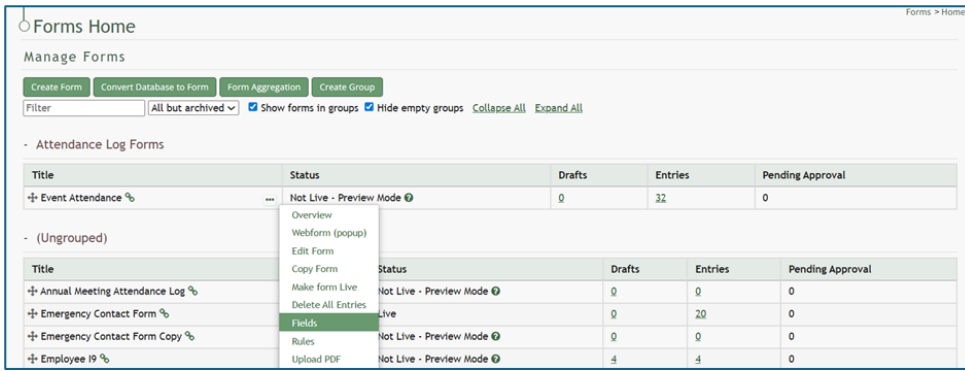 Forms > Home
Forms Home
Manage Forms
Create Form Convert Database to Form Form Aggregation Create Group
Filter All but archived Show forms in groups Hide empty groups Collapse All Expand All
- Attendance Log Forms
Title Status Drafts Entries Pending Approval
Event Attendance ... Not Live - Preview Mode 0 32 0
Overview
Webform (popup)
Edit Form
Copy Form
Make form Live
Delete All Entries
Fields
Rules
Upload PDF
- (Ungrouped)
Title Status Drafts Entries Pending Approval
Annual Meeting Attendance Log Not Live - Preview Mode 0 0 0
Emergency Contact Form Live 0 20 0
Emergency Contact Form Copy Not Live - Preview Mode 0 0 0
Employee I9 Not Live - Preview Mode 4 4 0